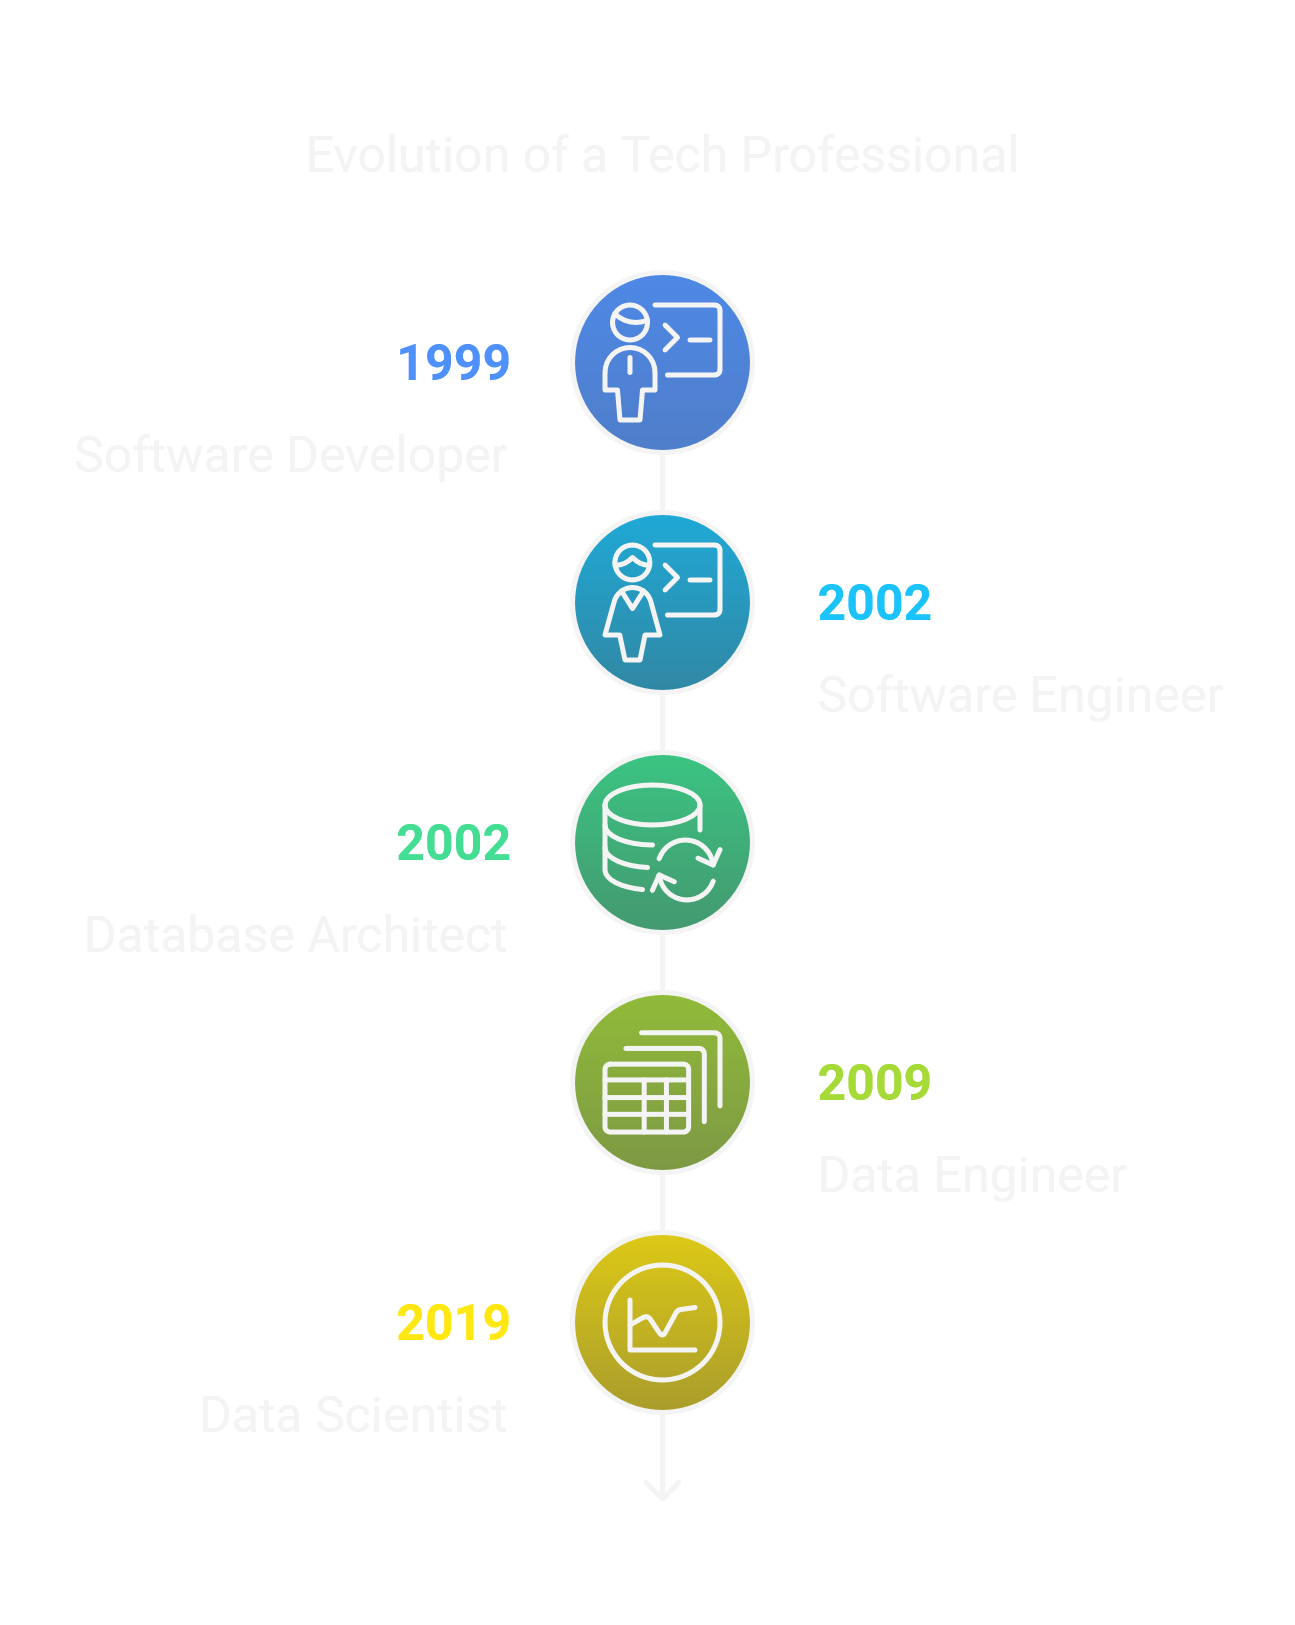 Evolution of a Tech Professional
1999
Software Developer
2002
Software Engineer
2002
Database Architect
2009
Data Engineer
2019
Data Scientist